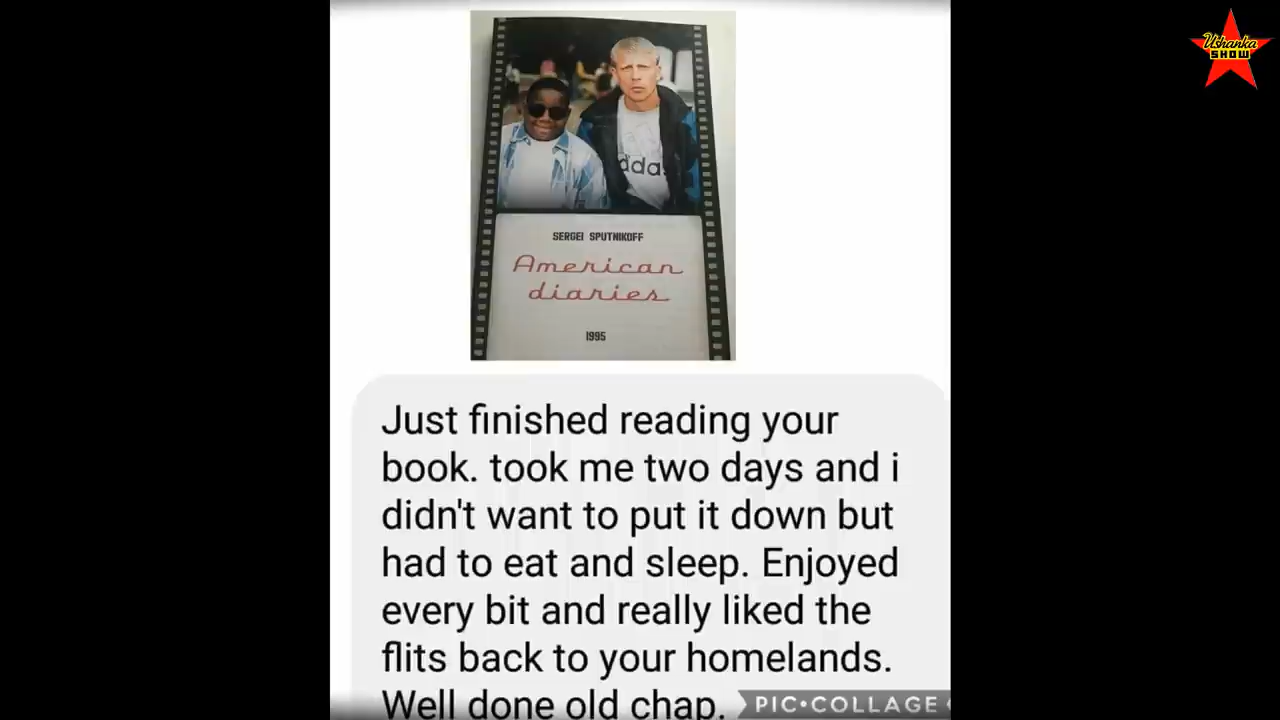 Ushanka
SHOW
adidas
SERGEI SPUTNIKOFF
American
diaries
1995
Just finished reading your
book. took me two days and i
didn't want to put it down but
had to eat and sleep. Enjoyed
every bit and really liked the
flits back to your homelands.
Well done old chap.
PIC•COLLAGE